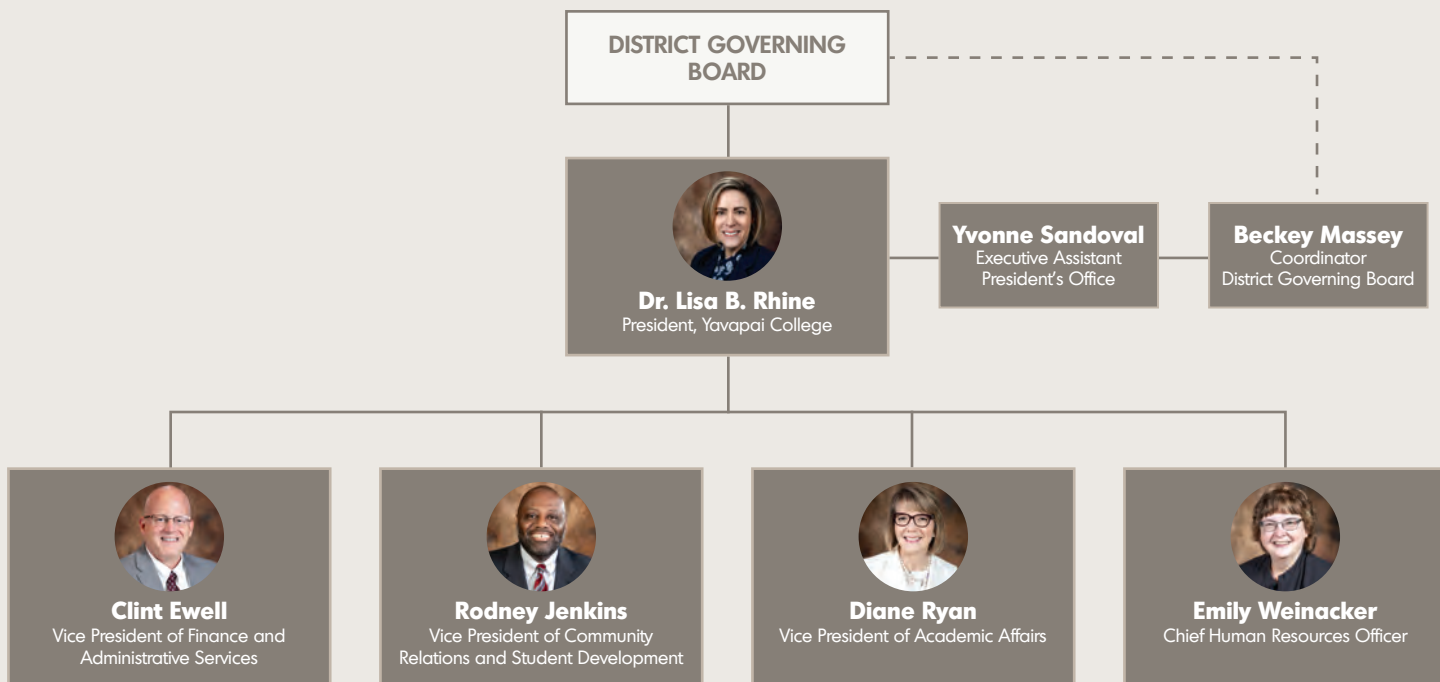 DISTRICT GOVERNING
BOARD
Dr. Lisa B. Rhine
President, Yavapai College
Yvonne Sandoval
Executive Assistant
President's Office
Beckey Massey
Coordinator
District Governing Board
Clint Ewell
Vice President of Finance and
Administrative Services
Rodney Jenkins
Vice President of Community
Relations and Student Development
Diane Ryan
Vice President of Academic Affairs
Emily Weinacker
Chief Human Resources Officer